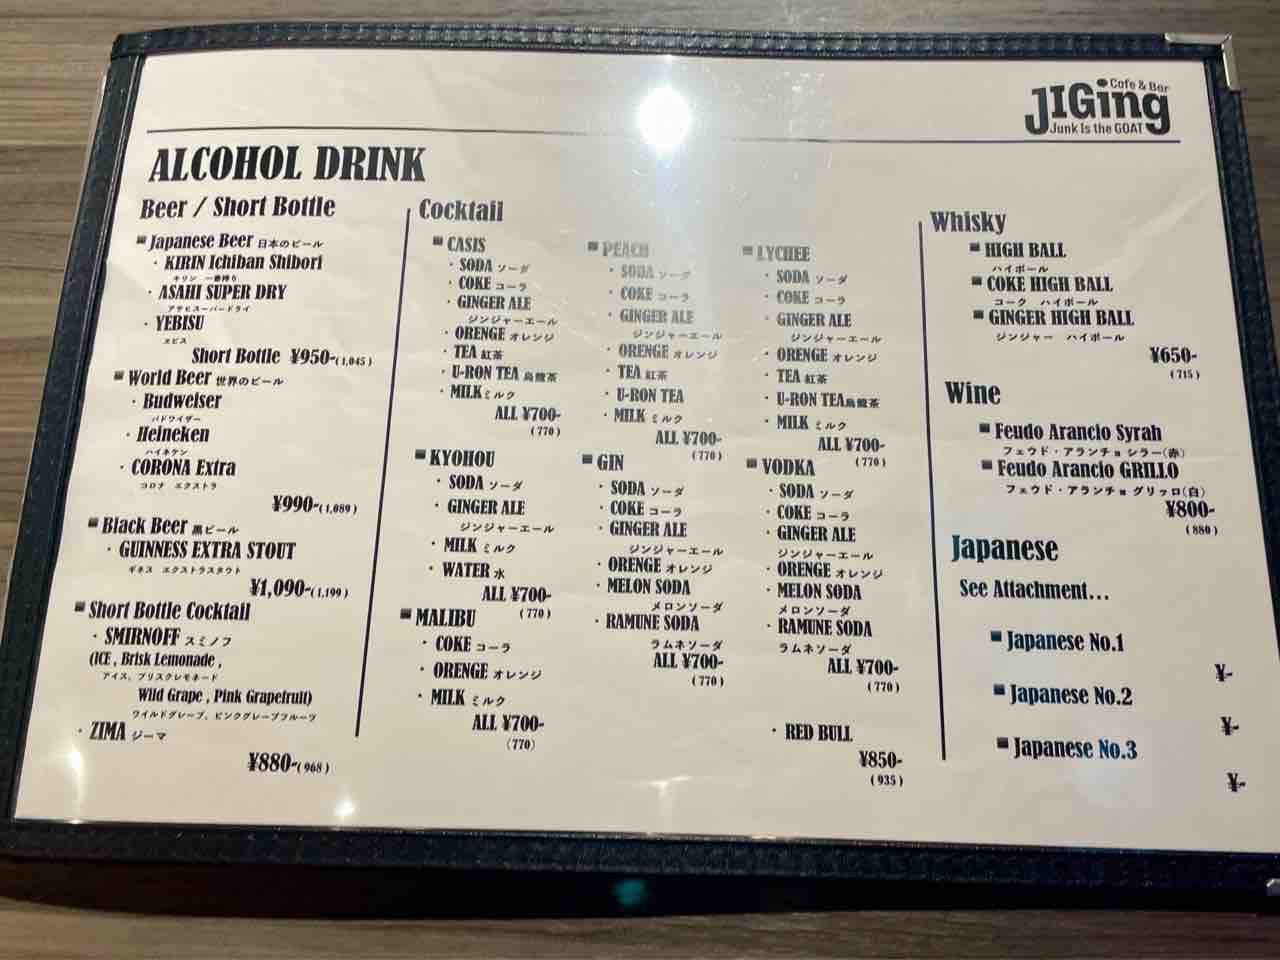 Cafe & Bar
JIGing
Junk Is the GOAT
ALCOHOL DRINK
Beer / Short Bottle
Japanese Beer 日本のビール
・KIRIN Ichiban Shibori
キリン 一番搾り
・ASAHI SUPER DRY
アサヒスーパードライ
・YEBISU
ヱビス
Short Bottle ¥950-(1,045)
World Beer 世界のビール
・Budweiser
バドワイザー
・Heineken
ハイネケン
・CORONA Extra
コロナ エクストラ
¥990-(1,089)
Black Beer 黒ビール
・GUINNESS EXTRA STOUT
ギネス エクストラスタウト
¥1,090-(1,199)
Short Bottle Cocktail
・SMIRNOFF スミノフ
(ICE , Brisk Lemonade ,
アイス、ブリスクレモネード
Wild Grape , Pink Grapefruit)
ワイルドグレープ、ピンクグレープフルーツ
・ZIMA ジーマ
¥880-(968)
Cocktail
CASIS
・SODA ソーダ
・COKE コーラ
・GINGER ALE
ジンジャーエール
・ORENGE オレンジ
・TEA 紅茶
・U-RON TEA 烏龍茶
・MILK ミルク
ALL ¥700-
(770)
PEACH
・SODA ソーダ
・COKE コーラ
・GINGER ALE
ジンジャーエール
・ORENGE オレンジ
・TEA 紅茶
・U-RON TEA
・MILK ミルク
ALL ¥700-
(770)
LYCHEE
・SODA ソーダ
・COKE コーラ
・GINGER ALE
ジンジャーエール
・ORENGE オレンジ
・TEA 紅茶
・U-RON TEA烏龍茶
・MILK ミルク
ALL ¥700-
(770)
KYOHOU
・SODA ソーダ
・GINGER ALE
ジンジャーエール
・MILK ミルク
・WATER 水
ALL ¥700-
(770)
MALIBU
・COKE コーラ
・ORENGE オレンジ
・MILK ミルク
ALL ¥700-
(770)
GIN
・SODA ソーダ
・COKE コーラ
・GINGER ALE
ジンジャーエール
・ORENGE オレンジ
・MELON SODA
メロンソーダ
・RAMUNE SODA
ラムネソーダ
ALL ¥700-
(770)
VODKA
・SODA ソーダ
・COKE コーラ
・GINGER ALE
ジンジャーエール
・ORENGE オレンジ
・MELON SODA
メロンソーダ
・RAMUNE SODA
ラムネソーダ
ALL ¥700-
(770)
・RED BULL
¥850-
(935)
Whisky
HIGH BALL
ハイボール
COKE HIGH BALL
コーク ハイボール
GINGER HIGH BALL
ジンジャー ハイボール
¥650-
(715)
Wine
Feudo Arancio Syrah
フェウド・アランチョ シラー(赤)
Feudo Arancio GRILLO
フェウド・アランチョ グリッロ(白)
¥800-
(880)
Japanese
See Attachment...
Japanese No.1
¥-
Japanese No.2
¥-
Japanese No.3
¥-